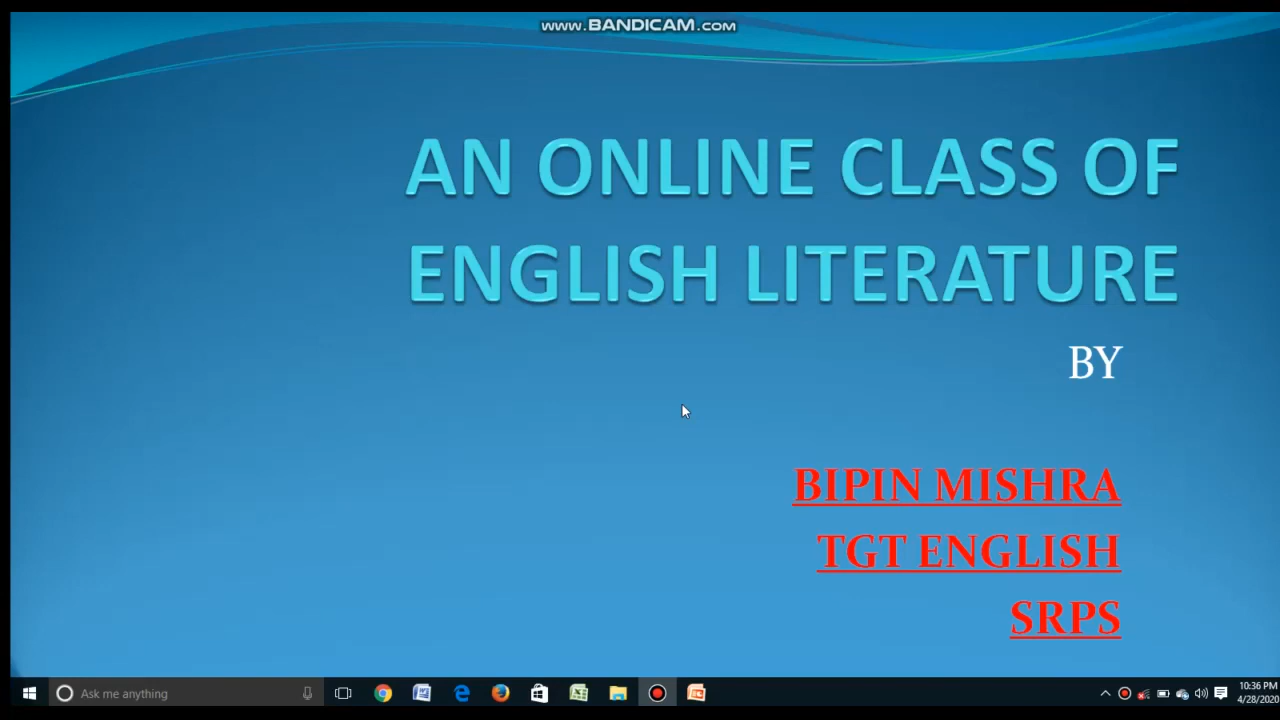 www.BANDICAM.com
AN ONLINE CLASS OF
ENGLISH LITERATURE
BY
BIPIN MISHRA
TGT ENGLISH
SRPS
Ask me anything
10:36 PM
4/28/2020